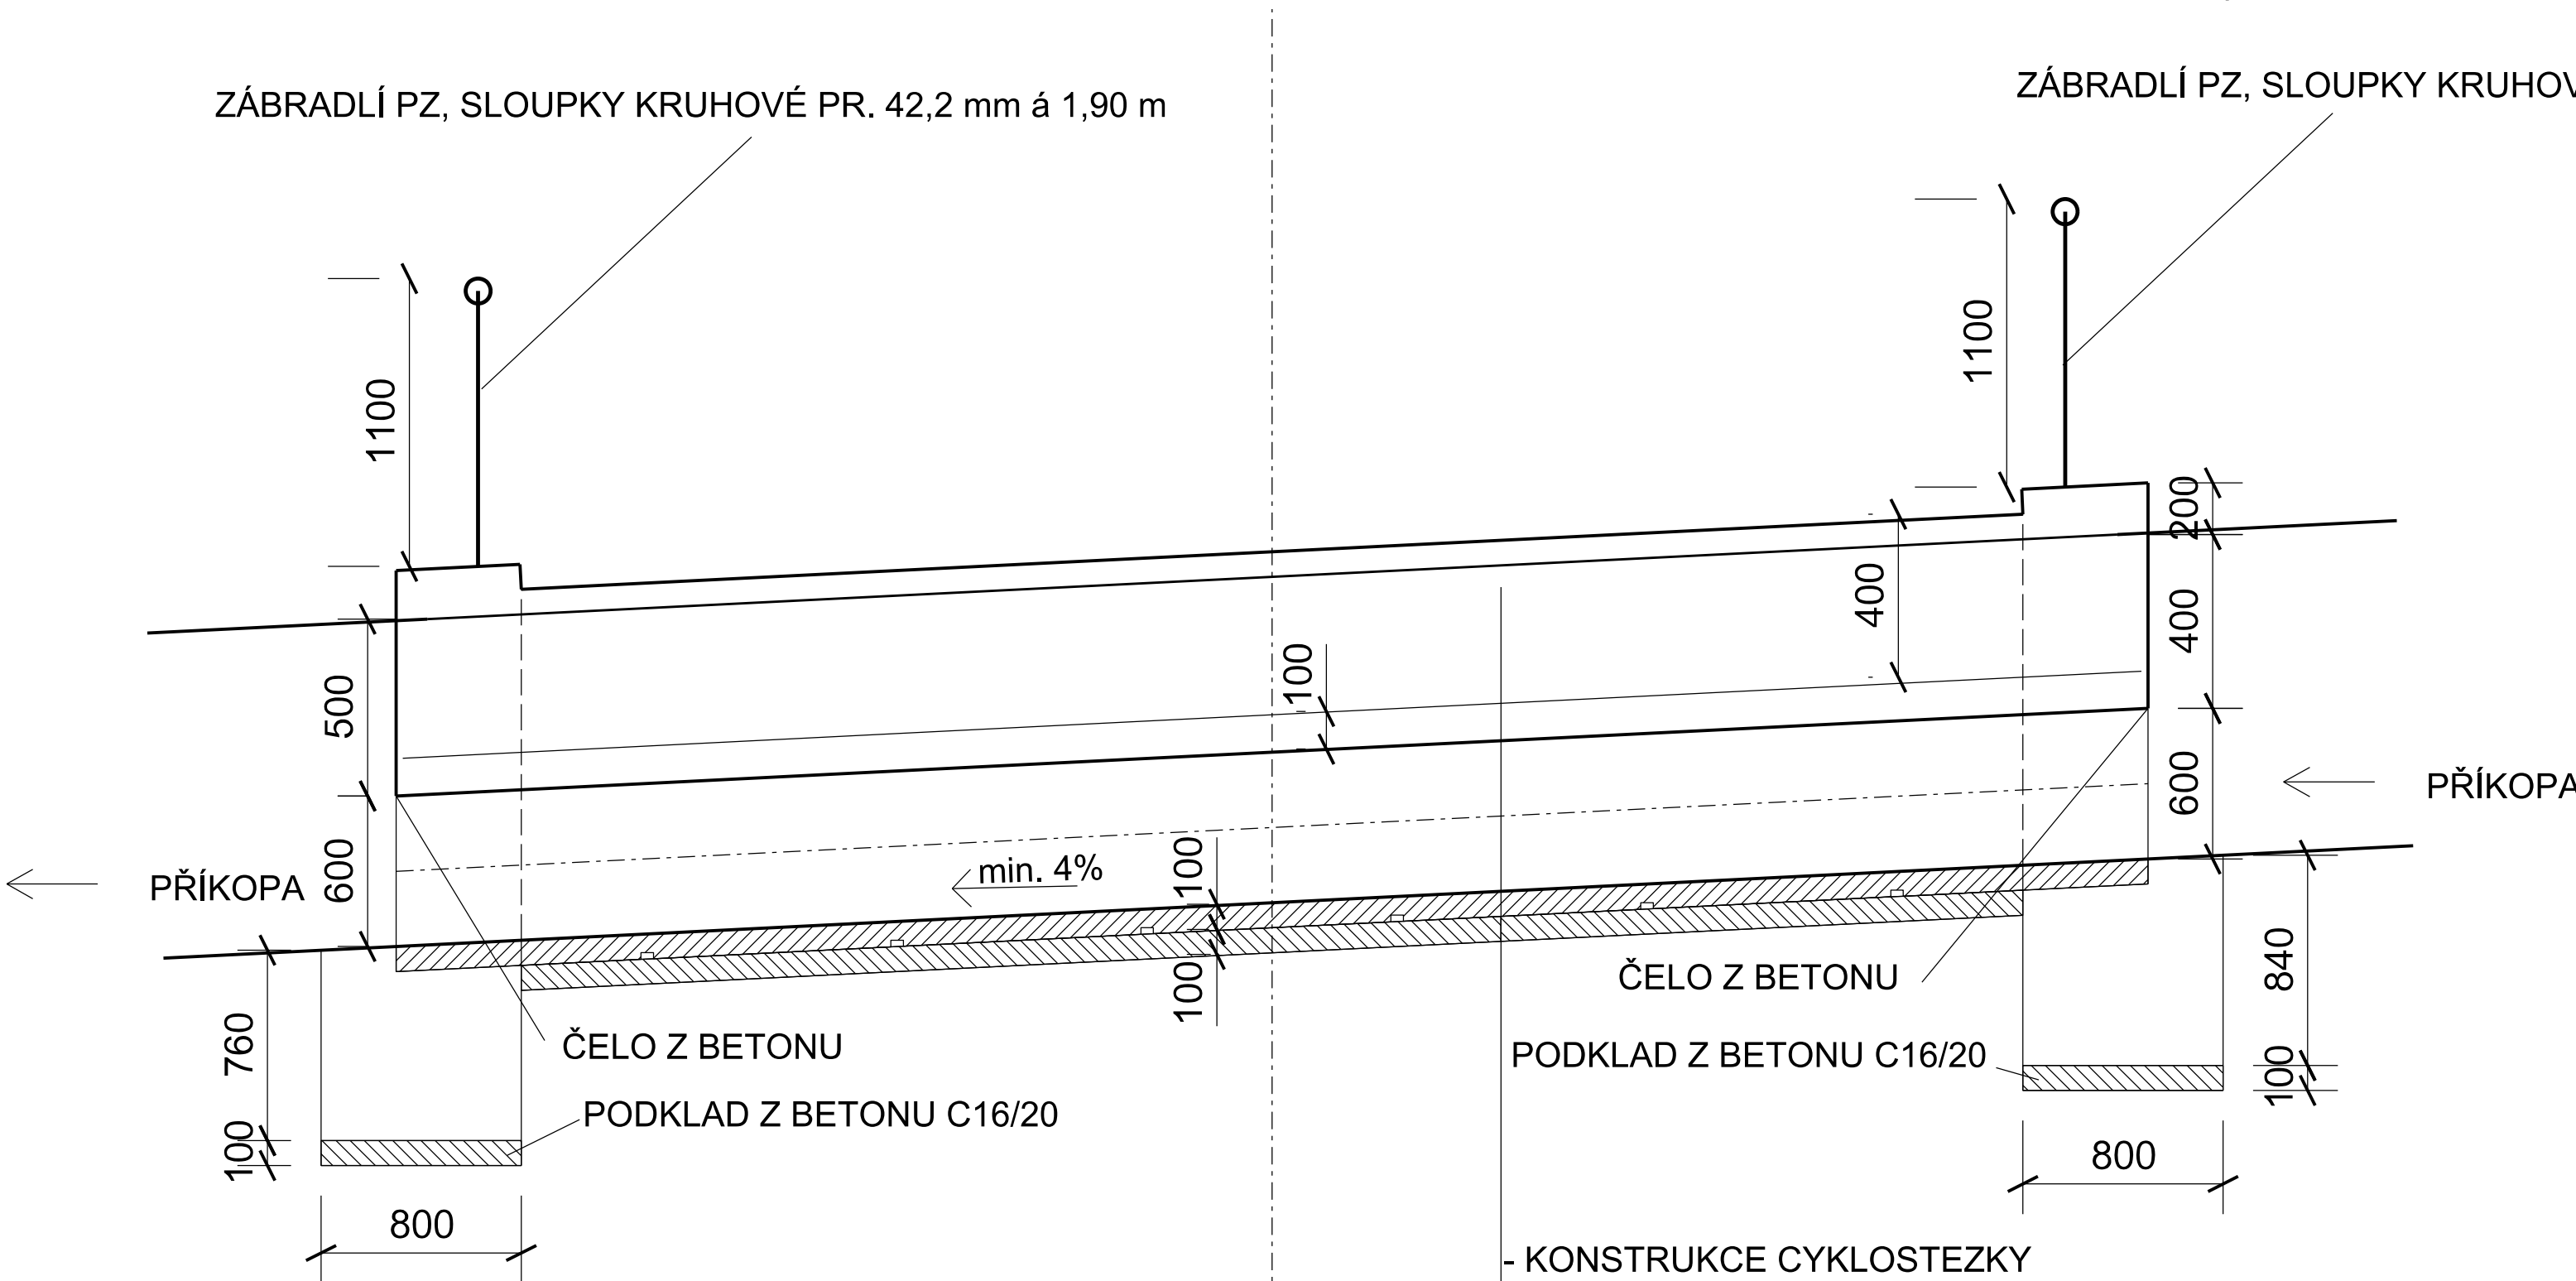 ZÁBRADLÍ PZ, SLOUPKY KRUHOVÉ PR. 42,2 mm á 1,90 m
ZÁBRADLÍ PZ, SLOUPKY
1100
1100
200
400
400
500
100
600
600
PŘÍKOPA
PŘÍKOPA
min. 4%
100
100
840
100
760
100
ČELO Z BETONU
ČELO Z BETONU
PODKLAD Z BETONU C16/20
PODKLAD Z BETONU C16/20
800
800
- KONSTRUKCE CYKLOSTEZKY